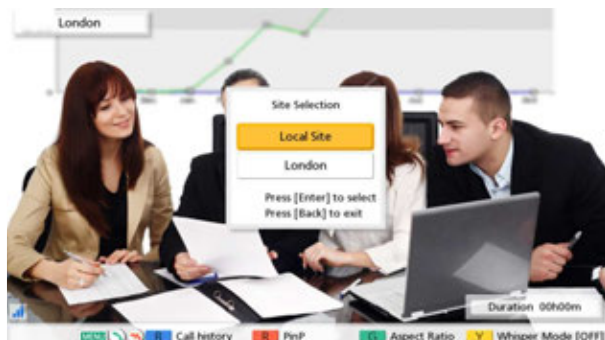 London
Site Selection
Local Site
London
Press [Enter] to select
Press [Back] to exit
Duration 00h00m
MENU R Call history R PinP G Aspect Ratio Y Whisper Mode [OFF]